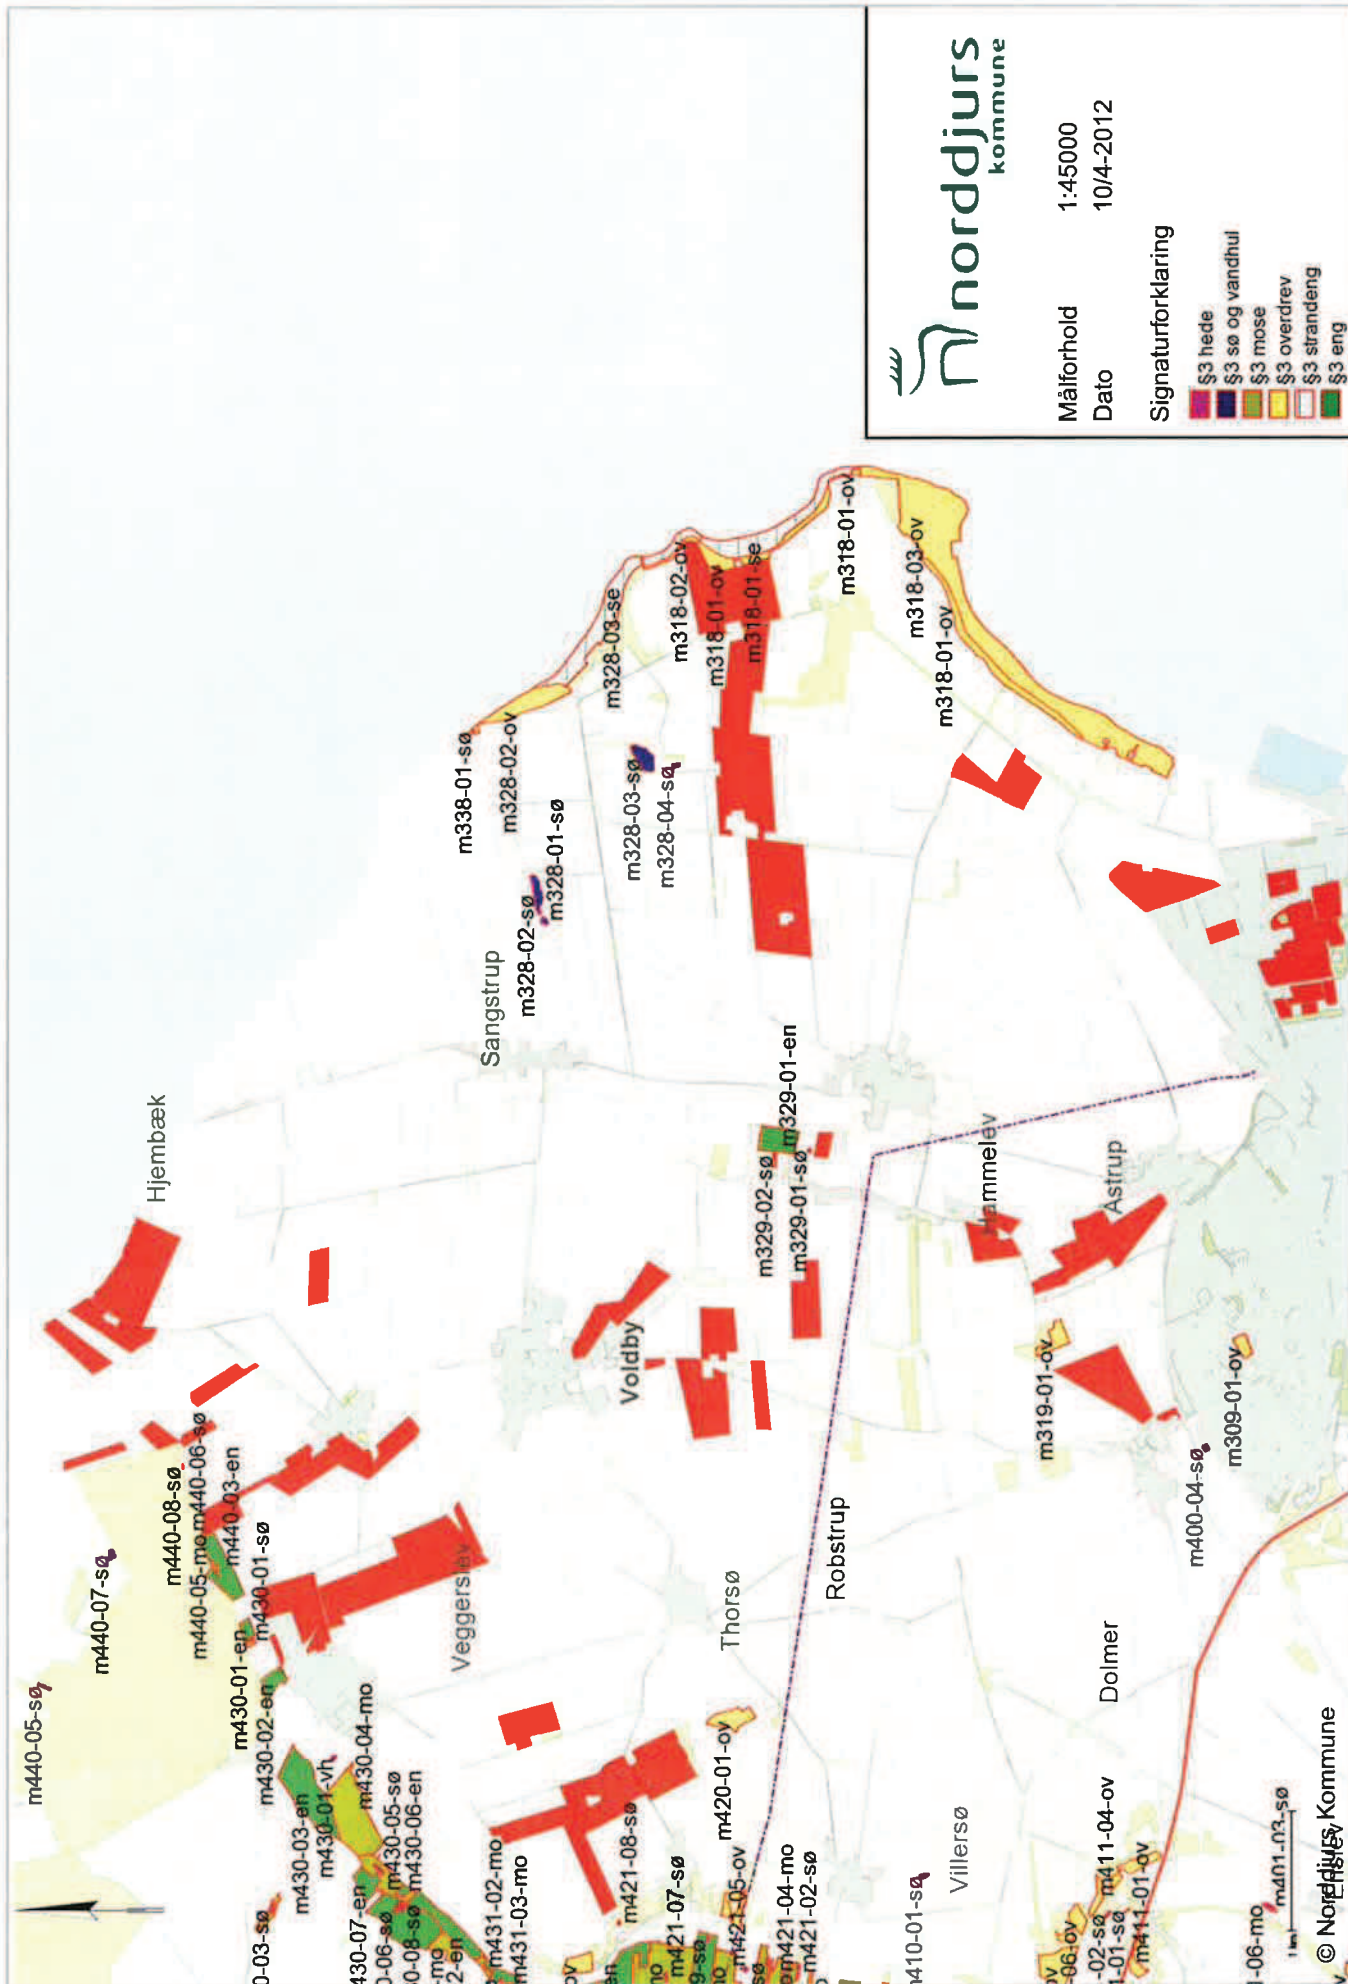 norddjurs
kommune
Målforhold 1:45000
Dato 10/4-2012
Signaturforklaring
§3 hede
§3 sø og vandhul
§3 mose
§3 overdrev
§3 strandeng
§3 eng
m440-05-sø
m440-07-sø
Hjembæk
m440-08-sø
m440-05-mo
m440-06-sø
m440-03-en
m430-01-en
m430-01-sø
m430-02-en
m430-03-en
m430-01-vh
m430-04-mo
m430-05-sø
m430-06-en
Veggerslev
m431-02-mo
m431-03-mo
Sangstrup
m338-01-sø
m328-02-ov
m328-02-sø
m328-01-sø
m328-03-se
m328-03-sø
m328-04-sø
m318-02-ov
m318-01-ov
m318-01-se
m318-01-ov
m318-03-ov
m318-01-ov
Voldby
m421-08-sø
m421-07-sø
m420-01-ov
m421-05-ov
m421-04-mo
m421-02-sø
Thorsø
m329-02-sø
m329-01-en
m329-01-sø
Robstrup
m410-01-sø
Villersø
Hammelev
Astrup
m319-01-ov
m400-04-sø
m309-01-ov
Dolmer
m411-04-ov
m411-01-ov
m401-03-sø
1 km
© Norddjurs Kommune